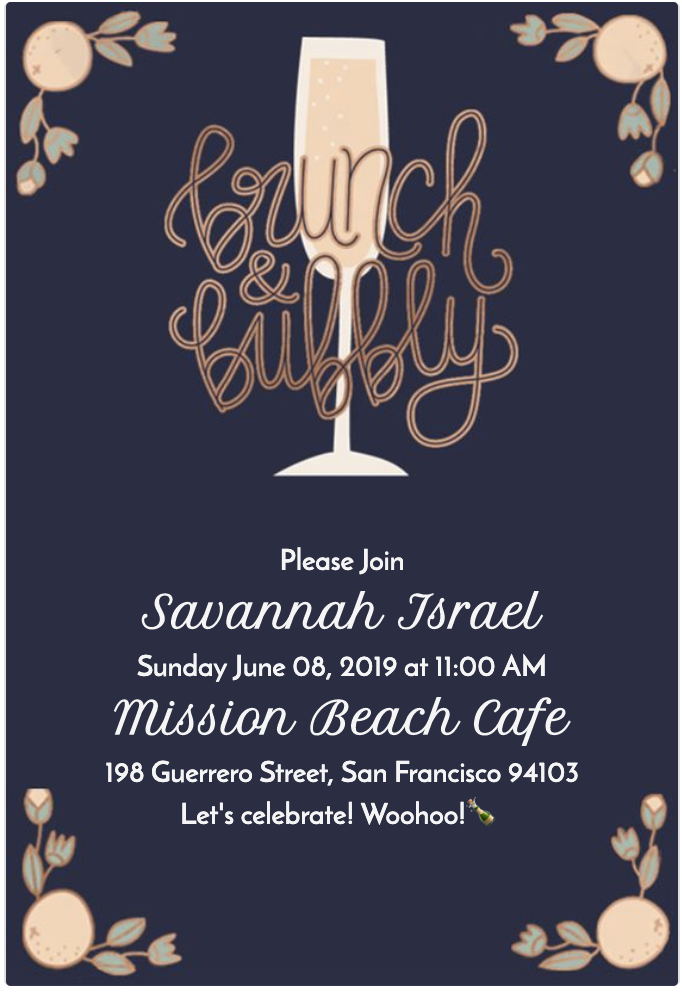 brunch
&
bubbly
Please Join
Savannah Israel
Sunday June 08, 2019 at 11:00 AM
Mission Beach Cafe
198 Guerrero Street, San Francisco 94103
Let's celebrate! Woohoo!🍾